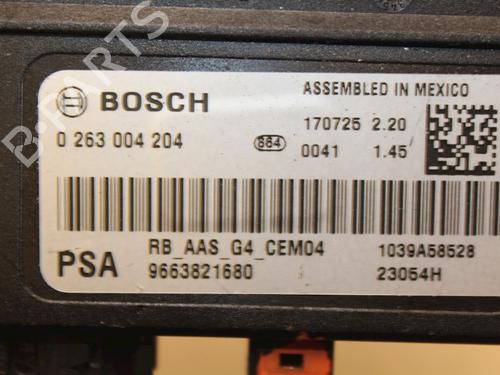 B-PARTS
BOSCH
ASSEMBLED IN MEXICO
0 263 004 204
864
170725 2.20
0041 1.45
PSA
RB_AAS_G4_CEM04
9663821680
1039A58528
23054H